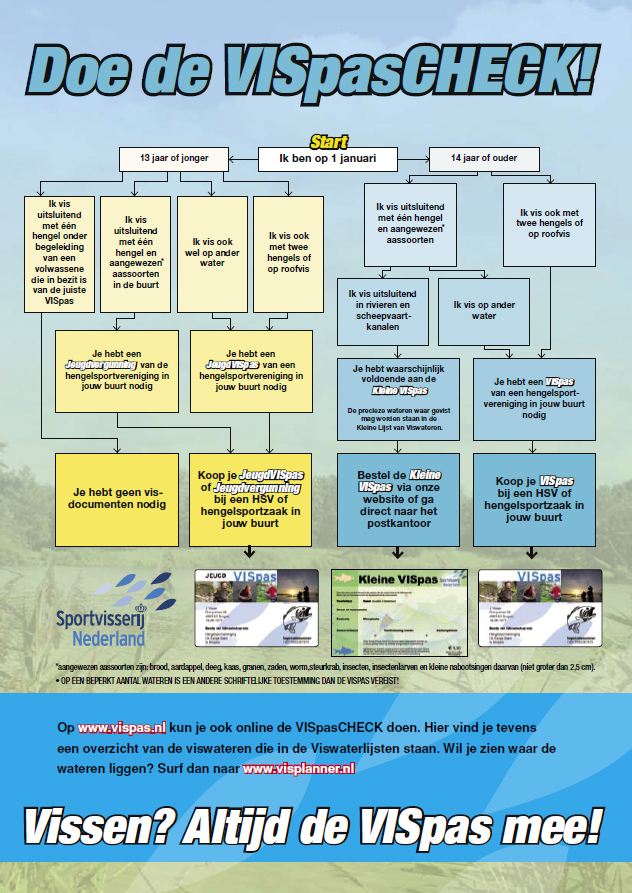 Doe de VISpasCHECK!
Start
13 jaar of jonger
Ik ben op 1 januari
14 jaar of ouder
Ik vis
uitsluitend
met één
hengel onder
begeleiding
van een
volwassene
die in bezit is
van de juiste
VISpas
Ik vis
uitsluitend
met één
hengel en
aangewezen*
aassoorten
in de buurt
Ik vis ook
wel op ander
water
Ik vis ook
met twee
hengels of
op roofvis
Ik vis uitsluitend
met één hengel
en aangewezen*
aassoorten
Ik vis ook met
twee hengels of
op roofvis
Ik vis uitsluitend
in rivieren en
scheepvaart-
kanalen
Ik vis op ander
water
Je hebt een
Jeugdvergunning van de
hengelsportvereniging in
jouw buurt nodig
Je hebt een
JeugdVISpas van een
hengelsportvereniging in
jouw buurt nodig
Je hebt waarschijnlijk
voldoende aan de
Kleine VISpas
De precieze wateren waar gevist
mag worden staan in de
Kleine Lijst van Viswateren.
Je hebt een VISpas
van een hengelsport-
vereniging in jouw buurt
nodig
Je hebt geen vis-
documenten nodig
Koop je JeugdVISpas
of Jeugdvergunning
bij een HSV of
hengelsportzaak in
jouw buurt
Bestel de Kleine
VISpas via onze
website of ga
direct naar het
postkantoor
Koop je VISpas
bij een HSV of
hengelsportzaak in
jouw buurt
Sportvisserij
Nederland
JEUGD VISpas
Kleine VISpas
Sportvisserij
Nederland
VISpas
*aangewezen aassoorten zijn: brood, aardappel, deeg, kaas, granen, zaden, worm, steurkrab, insecten, insectenlarven en kleine nabootsingen daarvan (niet groter dan 2,5 cm).
• OP EEN BEPERKT AANTAL WATEREN IS EEN ANDERE SCHRIFTELIJKE TOESTEMMING DAN DE VISPAS VEREIST!
Op www.vispas.nl kun je ook online de VISpasCHECK doen. Hier vind je tevens
een overzicht van de viswateren die in de Viswaterlijsten staan. Wil je zien waar de
wateren liggen? Surf dan naar www.visplanner.nl
Vissen? Altijd de VISpas mee!